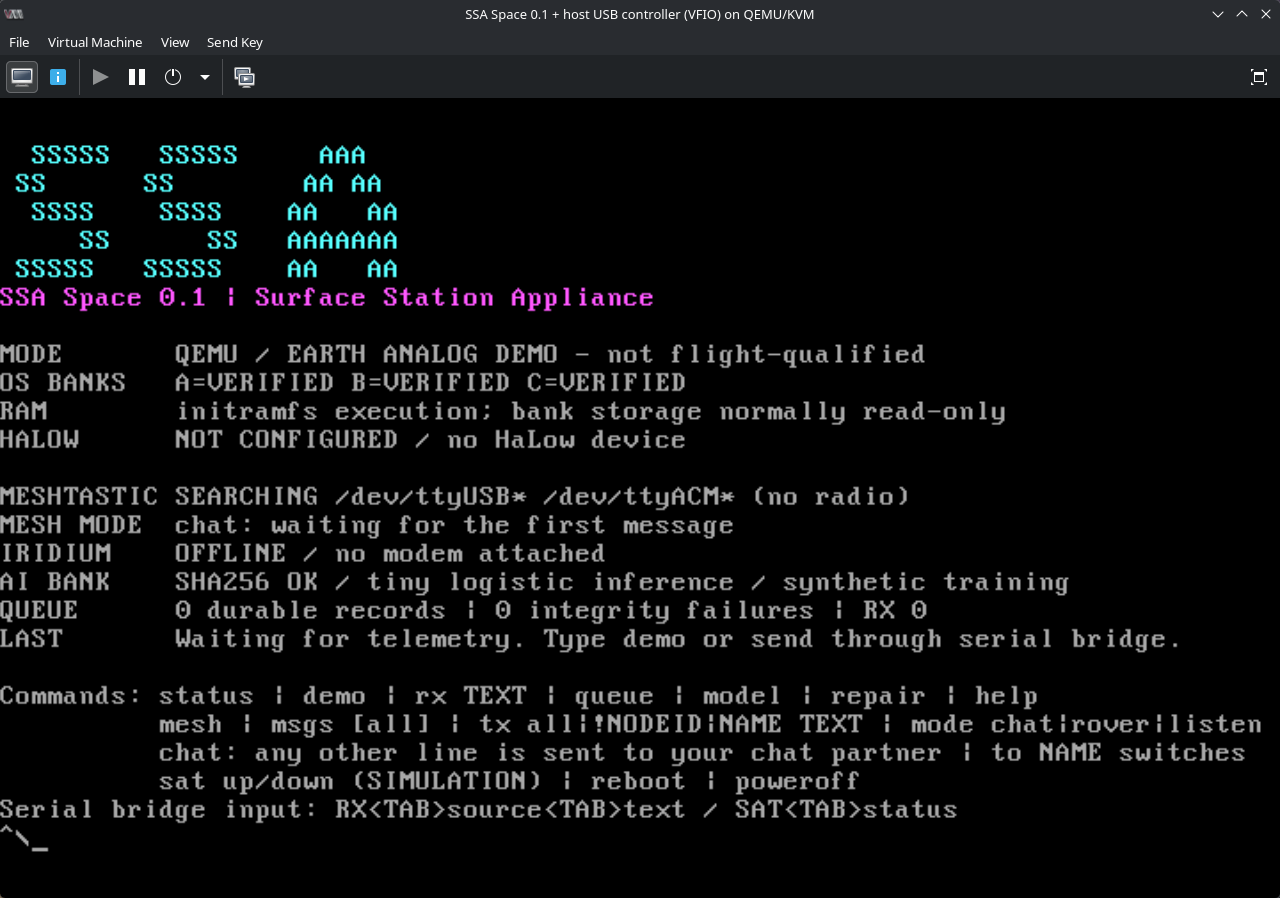 SSA Space 0.1 + host USB controller (VFIO) on QEMU/KVM
File Virtual Machine View Send Key
SSSSS SSSSS AAA
SS SS AA AA
SSSS SSSS AA AA
SS SS AAAAAAA
SSSSS SSSSS AA AA
SSA Space 0.1 | Surface Station Appliance
MODE QEMU / EARTH ANALOG DEMO - not flight-qualified
OS BANKS A=VERIFIED B=VERIFIED C=VERIFIED
RAM initramfs execution; bank storage normally read-only
HALOW NOT CONFIGURED / no HaLow device
MESHTASTIC SEARCHING /dev/ttyUSB* /dev/ttyACM* (no radio)
MESH MODE chat: waiting for the first message
IRIDIUM OFFLINE / no modem attached
AI BANK SHA256 OK / tiny logistic inference / synthetic training
QUEUE 0 durable records | 0 integrity failures | RX 0
LAST Waiting for telemetry. Type demo or send through serial bridge.
Commands: status | demo | rx TEXT | queue | model | repair | help
mesh | msgs [all] | tx all|!NODEID|NAME TEXT | mode chat|rover|listen
chat: any other line is sent to your chat partner | to NAME switches
sat up/down (SIMULATION) | reboot | poweroff
Serial bridge input: RX<TAB>source<TAB>text / SAT<TAB>status
^\_